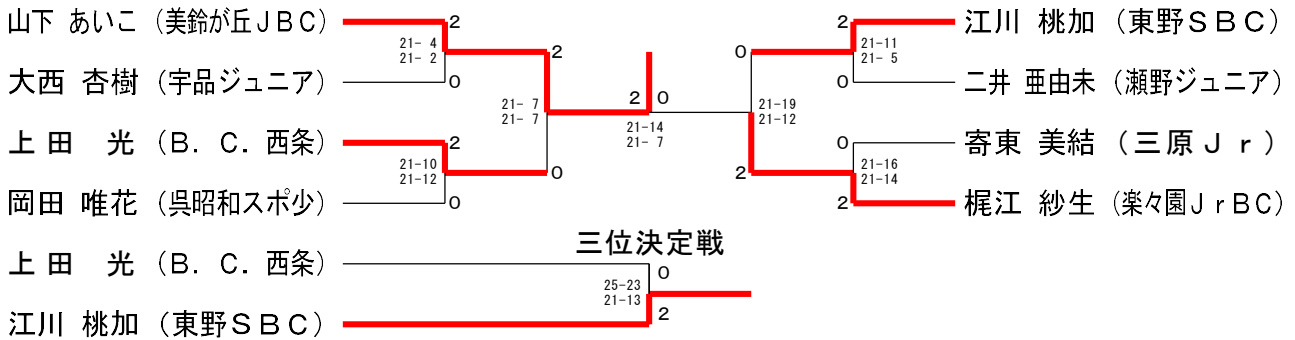 山下 あいこ（美鈴が丘ＪＢＣ） 2 2 江川 桃加（東野ＳＢＣ）
21- 4
21- 2
2 0
21-11
21- 5
大西 杏樹（宇品ジュニア） 0 0 二井 亜由未（瀬野ジュニア）
21- 7
21- 7
2 0
21-14
21- 7
21-19
21-12
上田 光（Ｂ．Ｃ．西条） 2 0 寄東 美結（三原Ｊｒ）
21-10
21-12
0 2
21-16
21-14
岡田 唯花（呉昭和スポ少） 0 2 梶江 紗生（楽々園ＪｒＢＣ）
三位決定戦
上田 光（Ｂ．Ｃ．西条） 0
25-23
21-13
江川 桃加（東野ＳＢＣ） 2